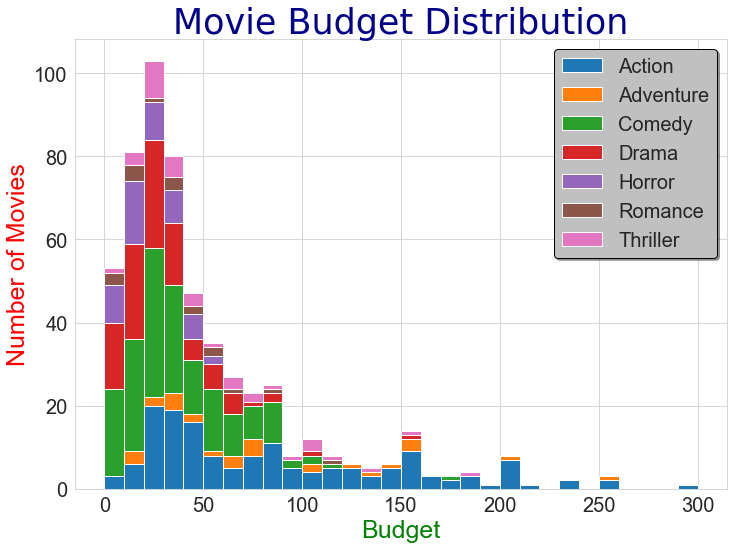 Movie Budget Distribution
Number of Movies
100
80
60
40
20
0
0 50 100 150 200 250 300
Budget
Action
Adventure
Comedy
Drama
Horror
Romance
Thriller